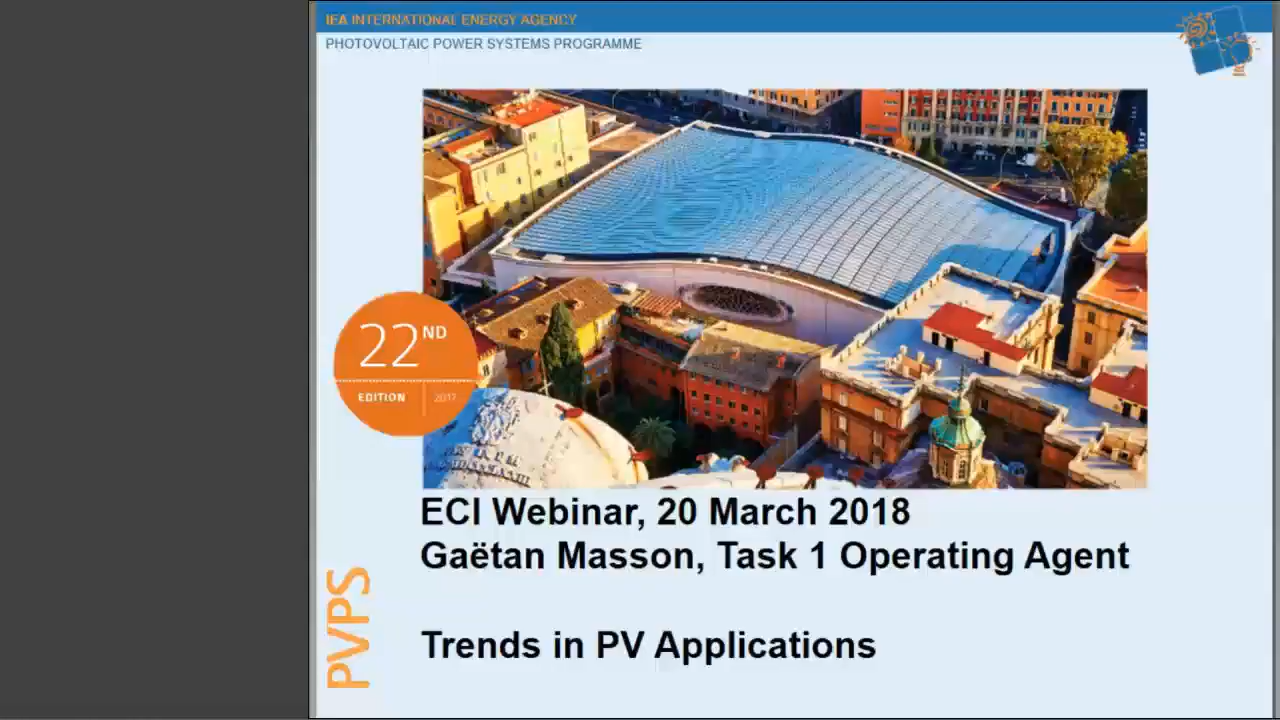 IEA INTERNATIONAL ENERGY AGENCY
PHOTOVOLTAIC POWER SYSTEMS PROGRAMME
22ND
EDITION 2017
ECI Webinar, 20 March 2018
Gaëtan Masson, Task 1 Operating Agent
Trends in PV Applications
PVPS